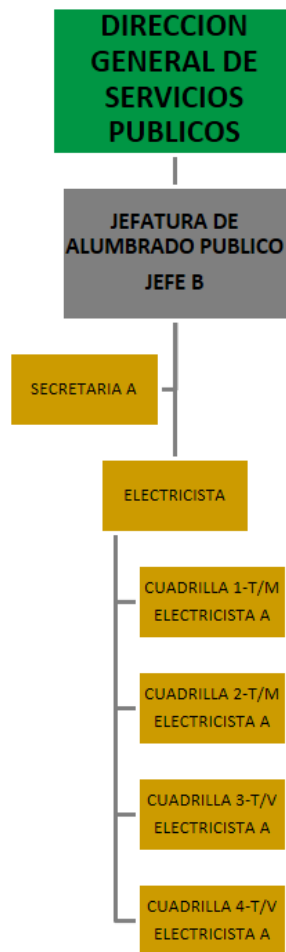 DIRECCION
GENERAL DE
SERVICIOS
PUBLICOS
JEFATURA DE
ALUMBRADO PUBLICO
JEFE B
SECRETARIA A
ELECTRICISTA
CUADRILLA 1-T/M
ELECTRICISTA A
CUADRILLA 2-T/M
ELECTRICISTA A
CUADRILLA 3-T/V
ELECTRICISTA A
CUADRILLA 4-T/V
ELECTRICISTA A